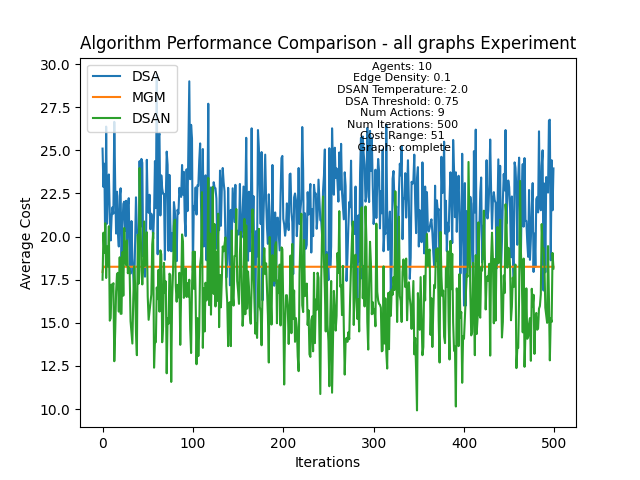 Algorithm Performance Comparison - all graphs Experiment
30.0
27.5
25.0
22.5
20.0
17.5
15.0
12.5
10.0
Average Cost
DSA
MGM
DSAN
Agents: 10
Edge Density: 0.1
DSAN Temperature: 2.0
DSA Threshold: 0.75
Num Actions: 9
Num Iterations: 500
Cost Range: 51
Graph: complete
0
100
200
300
400
500
Iterations